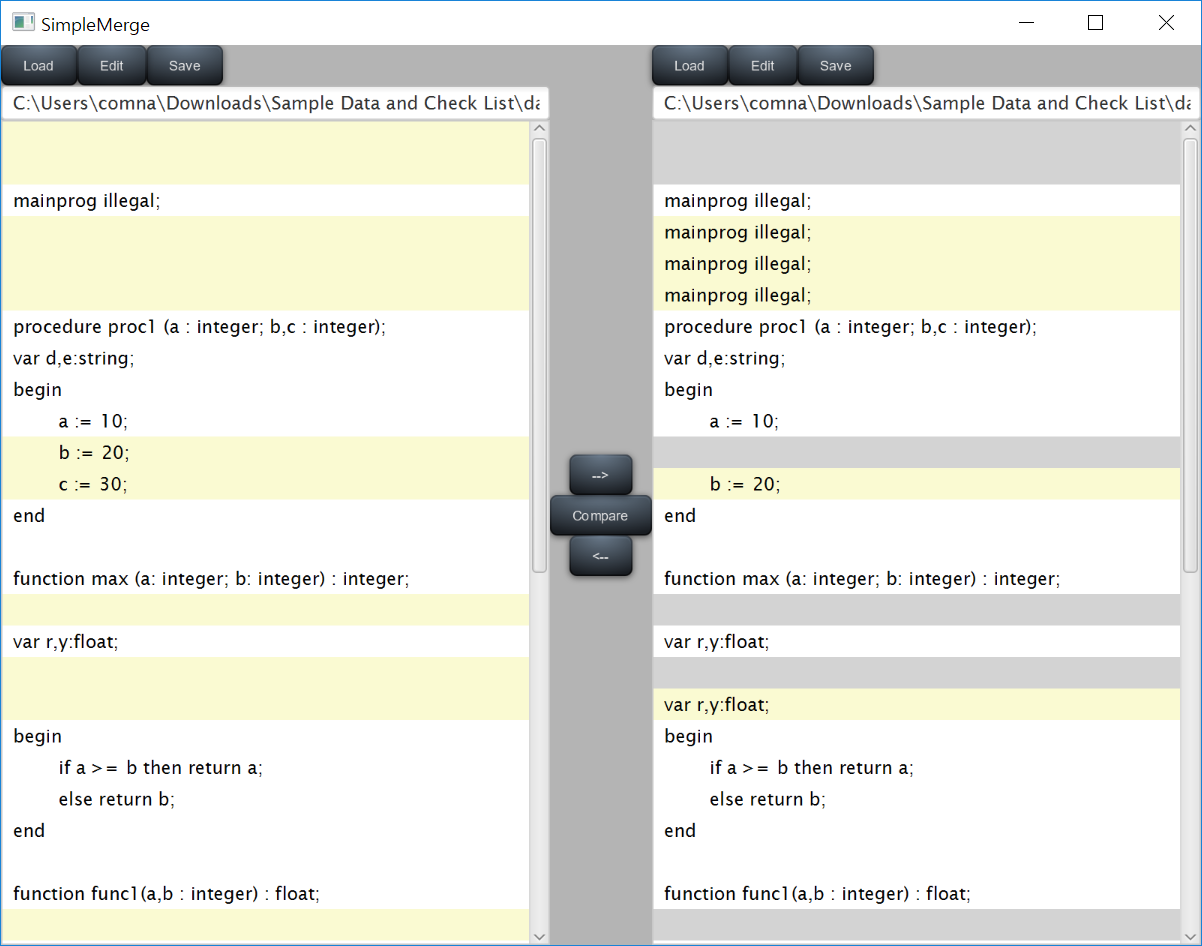 SimpleMerge
Load Edit Save
C:\Users\comna\Downloads\Sample Data and Check List\da
mainprog illegal;
procedure proc1 (a : integer; b,c : integer);
var d,e:string;
begin
a := 10;
b := 20;
c := 30;
end
function max (a: integer; b: integer) : integer;
var r,y:float;
begin
if a >= b then return a;
else return b;
end
function func1(a,b : integer) : float;
-->
Compare
<--
Load Edit Save
C:\Users\comna\Downloads\Sample Data and Check List\da
mainprog illegal;
mainprog illegal;
mainprog illegal;
mainprog illegal;
procedure proc1 (a : integer; b,c : integer);
var d,e:string;
begin
a := 10;
b := 20;
end
function max (a: integer; b: integer) : integer;
var r,y:float;
var r,y:float;
begin
if a >= b then return a;
else return b;
end
function func1(a,b : integer) : float;